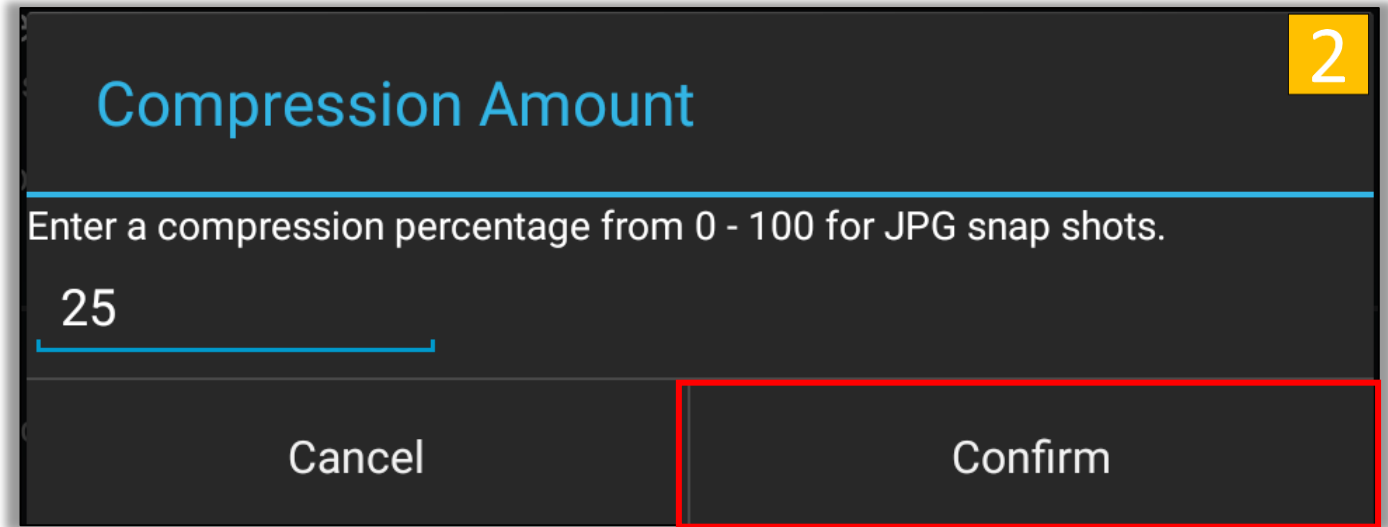 2
Compression Amount
Enter a compression percentage from 0 - 100 for JPG snap shots.
25
Cancel
Confirm